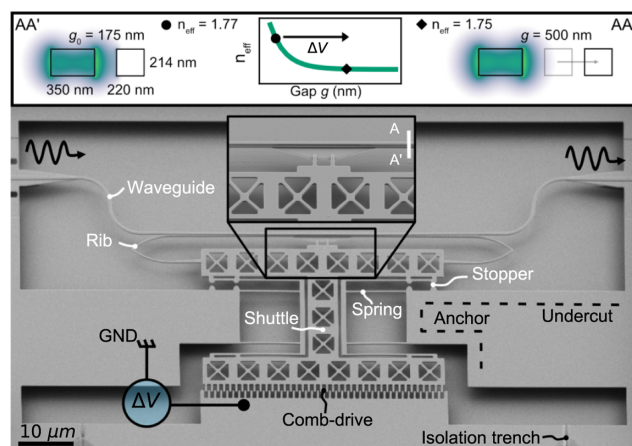 AA'
g₀ = 175 nm
214 nm
350 nm
220 nm
n_eff = 1.77
n_eff
ΔV
Gap g (nm)
n_eff = 1.75
g = 500 nm
AA
A
A'
Waveguide
Rib
Stopper
Spring
Shuttle
Anchor
Undercut
GND
ΔV
Comb-drive
Isolation trench
10 μm